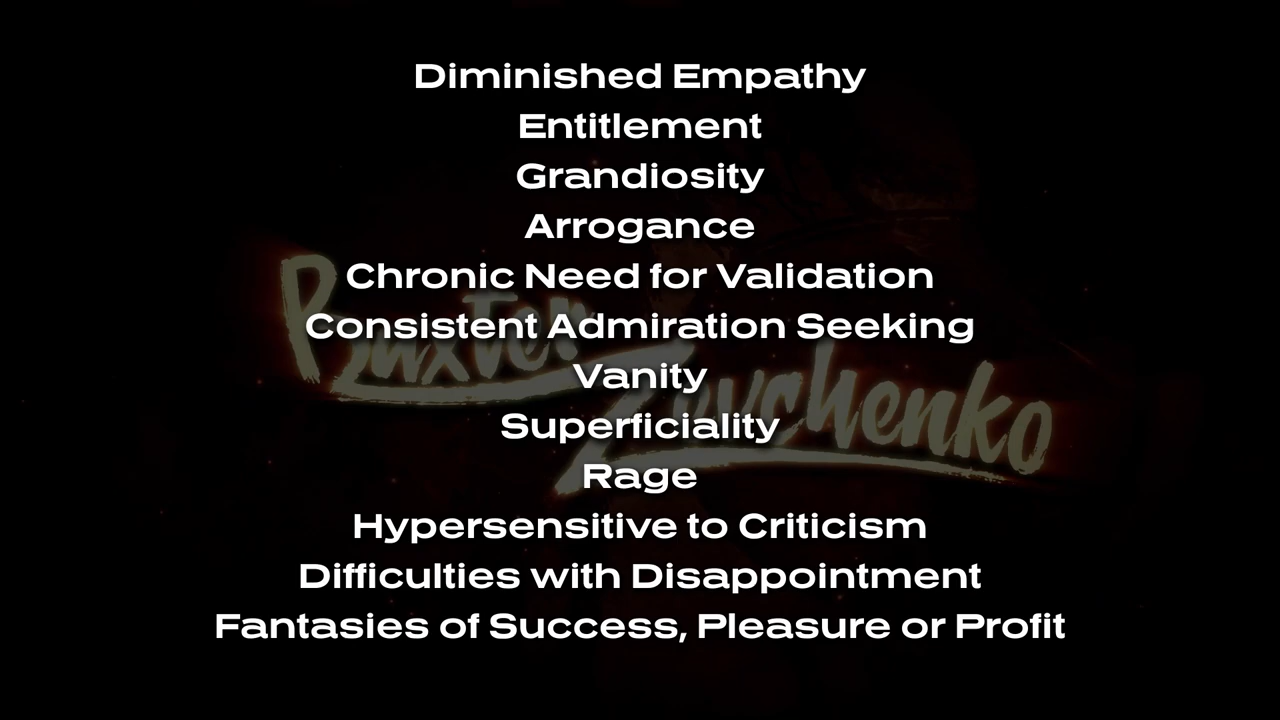 Diminished Empathy
Entitlement
Grandiosity
Arrogance
Chronic Need for Validation
Consistent Admiration Seeking
Vanity
Superficiality
Rage
Hypersensitive to Criticism
Difficulties with Disappointment
Fantasies of Success, Pleasure or Profit
Baxter